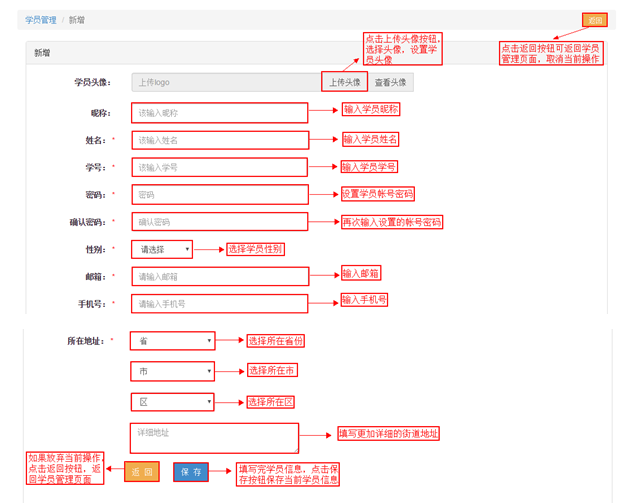 学员管理 / 新增
返回
点击上传头像按钮,
选择头像，设置学
员头像
点击返回按钮可返回学员
管理页面，取消当前操作
新增
学员头像： 上传logo 上传头像 查看头像
昵称： 该输入昵称 输入学员昵称
姓名： * 该输入姓名 输入学员姓名
学号： * 该输入学号 输入学员学号
密码： * 密码 设置学员帐号密码
确认密码： * 确认密码 再次输入设置的帐号密码
性别： * 请选择 选择学员性别
邮箱： * 请输入邮箱 输入邮箱
手机号： * 请输入手机号 输入手机号
所在地址： * 省 选择所在省份
市 选择所在市
区 选择所在区
详细地址 填写更加详细的街道地址
如果放弃当前操作，
点击返回按钮，返
回学员管理页面
返 回
保 存
填写完学员信息，点击保
存按钮保存当前学员信息